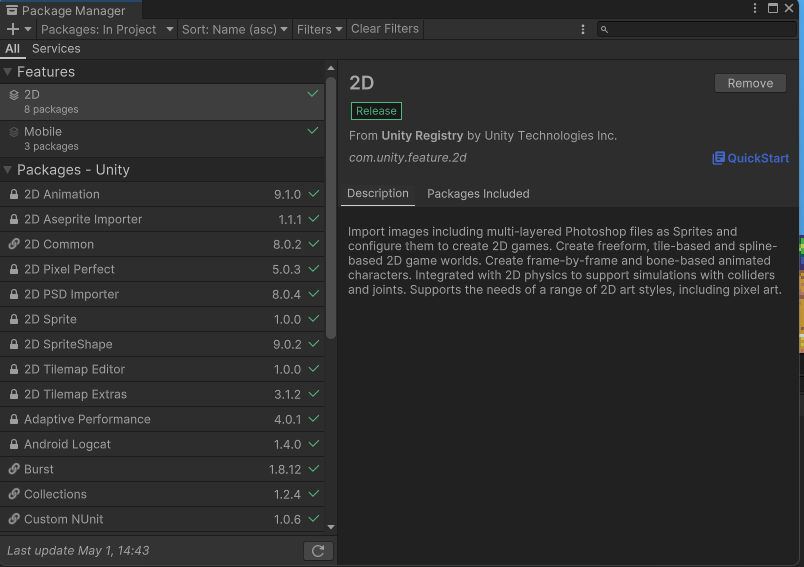 Package Manager
Packages: In Project Sort: Name (asc) Filters Clear Filters
All Services
Features
2D
8 packages
Mobile
3 packages
Packages - Unity
2D Animation 9.1.0
2D Aseprite Importer 1.1.1
2D Common 8.0.2
2D Pixel Perfect 5.0.3
2D PSD Importer 8.0.4
2D Sprite 1.0.0
2D SpriteShape 9.0.2
2D Tilemap Editor 1.0.0
2D Tilemap Extras 3.1.2
Adaptive Performance 4.0.1
Android Logcat 1.4.0
Burst 1.8.12
Collections 1.2.4
Custom NUnit 1.0.6
Last update May 1, 14:43
2D
Remove
Release
From Unity Registry by Unity Technologies Inc.
com.unity.feature.2d
QuickStart
Description Packages Included
Import images including multi-layered Photoshop files as Sprites and
configure them to create 2D games. Create freeform, tile-based and spline-
based 2D game worlds. Create frame-by-frame and bone-based animated
characters. Integrated with 2D physics to support simulations with colliders
and joints. Supports the needs of a range of 2D art styles, including pixel art.